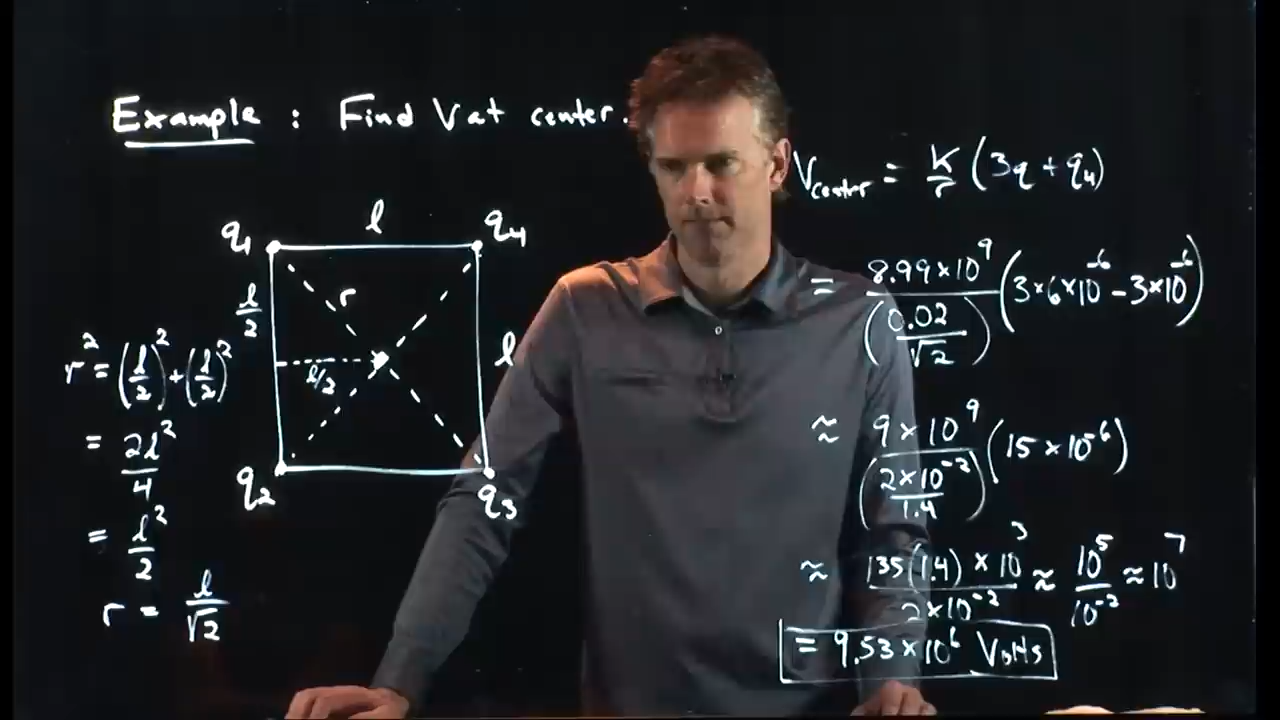 Example : Find V at center.
q₁
l
q₄
l/2
r
l
l/2
q₂
q₃
r² = (l/2)² + (l/2)²
= 2l²/4
= l²/2
r = l/√2
V_center = k/r (3q + q₄)
= 8.99×10⁹/(0.02/√2) (3×6×10⁻⁶ - 3×10⁻⁶)
≈ 9×10⁹/(2×10⁻²/1.4) (15×10⁻⁶)
≈ 135(1.4)×10³/2×10⁻² ≈ 10⁵/10⁻² ≈ 10⁷
= 9.53×10⁶ Volts